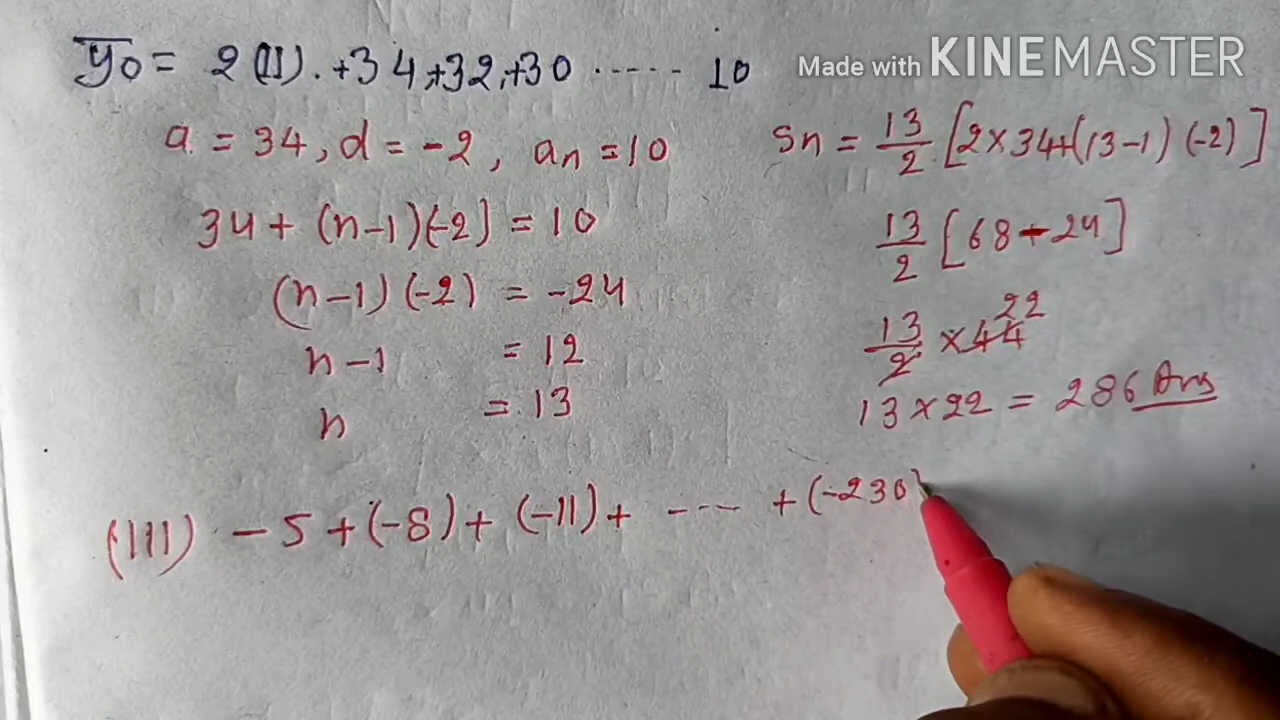 y0 = 2(II). +34+32,+30 ..... 10
Made with KINEMASTER
a = 34, d = -2, an = 10
34 + (n-1)(-2) = 10
(n-1)(-2) = -24
n-1 = 12
n = 13
Sn = 13/2 [2×34+(13-1)(-2)]
13/2 [68-24]
13/2 ×44 22
13×22 = 286 Ans
(III) -5+(-8)+(-11)+ ---- +(-230)